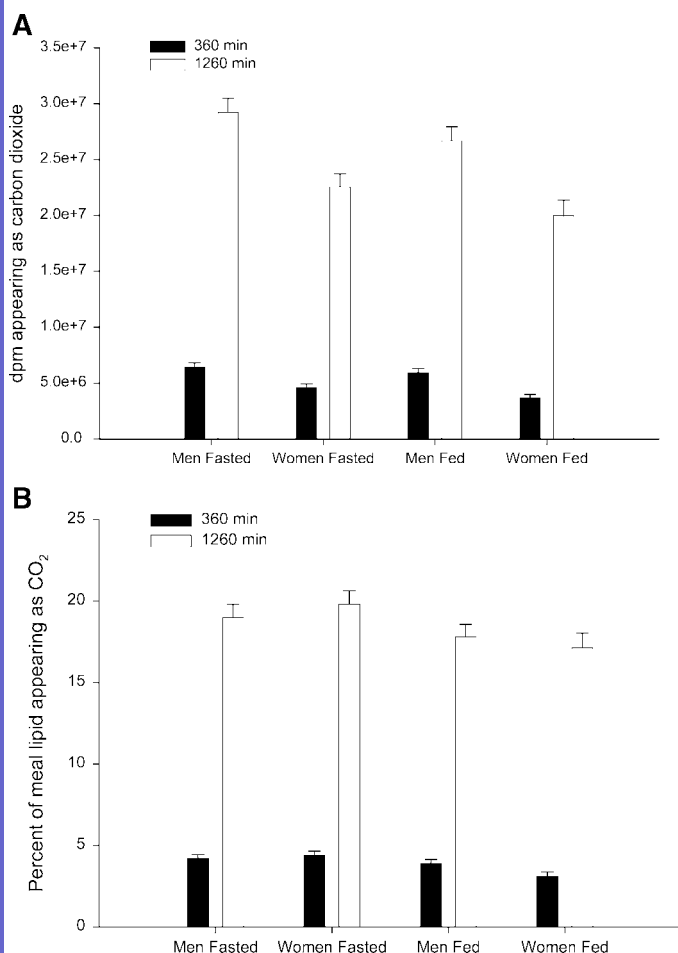 A
360 min
1260 min
3.5e+7
3.0e+7
2.5e+7
2.0e+7
1.5e+7
1.0e+7
5.0e+6
0.0
dpm appearing as carbon dioxide
Men Fasted Women Fasted Men Fed Women Fed
B
360 min
1260 min
25
20
15
10
5
0
Percent of meal lipid appearing as CO₂
Men Fasted Women Fasted Men Fed Women Fed